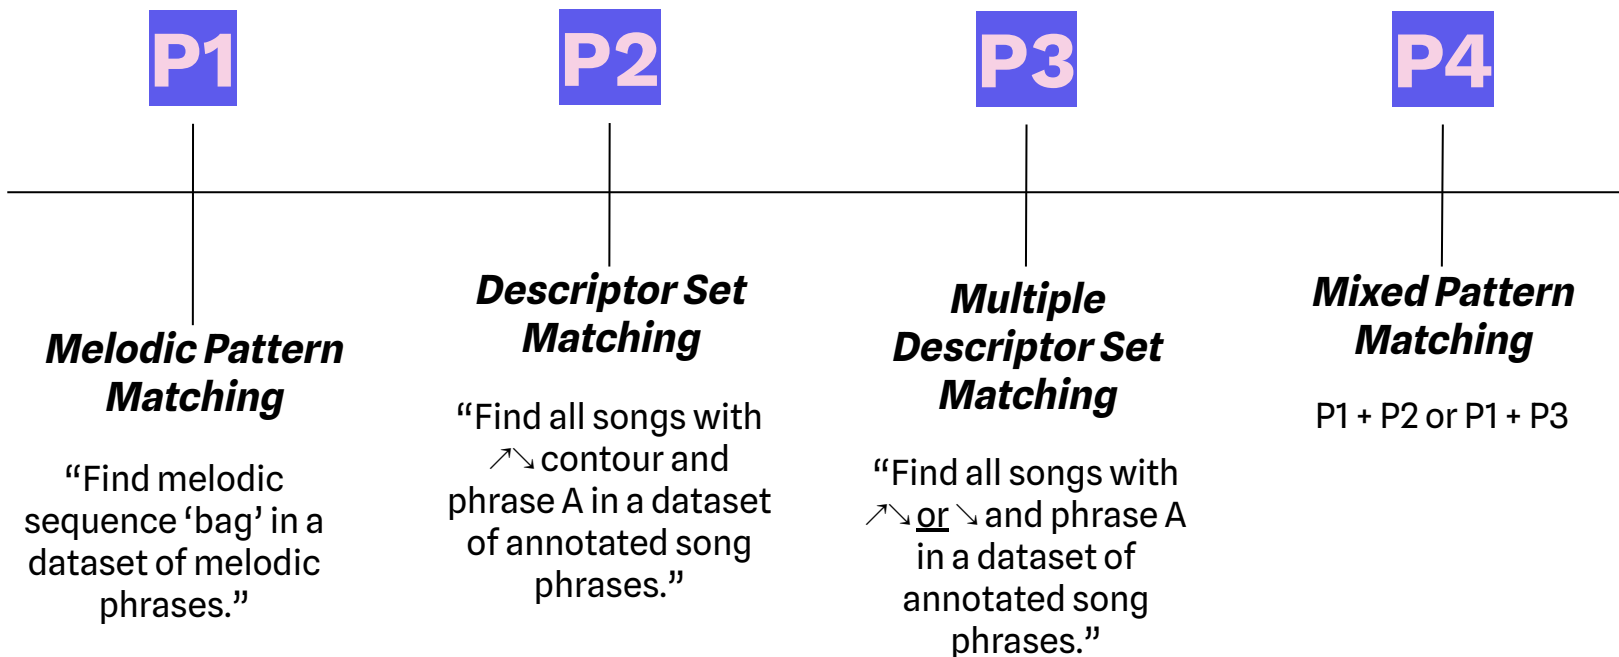 P1
Melodic Pattern
Matching
“Find melodic
sequence ‘bag’ in a
dataset of melodic
phrases.”
P2
Descriptor Set
Matching
“Find all songs with
↗↘ contour and
phrase A in a dataset
of annotated song
phrases.”
P3
Multiple
Descriptor Set
Matching
“Find all songs with
↗↘ or ↘ and phrase A
in a dataset of
annotated song
phrases.”
P4
Mixed Pattern
Matching
P1 + P2 or P1 + P3